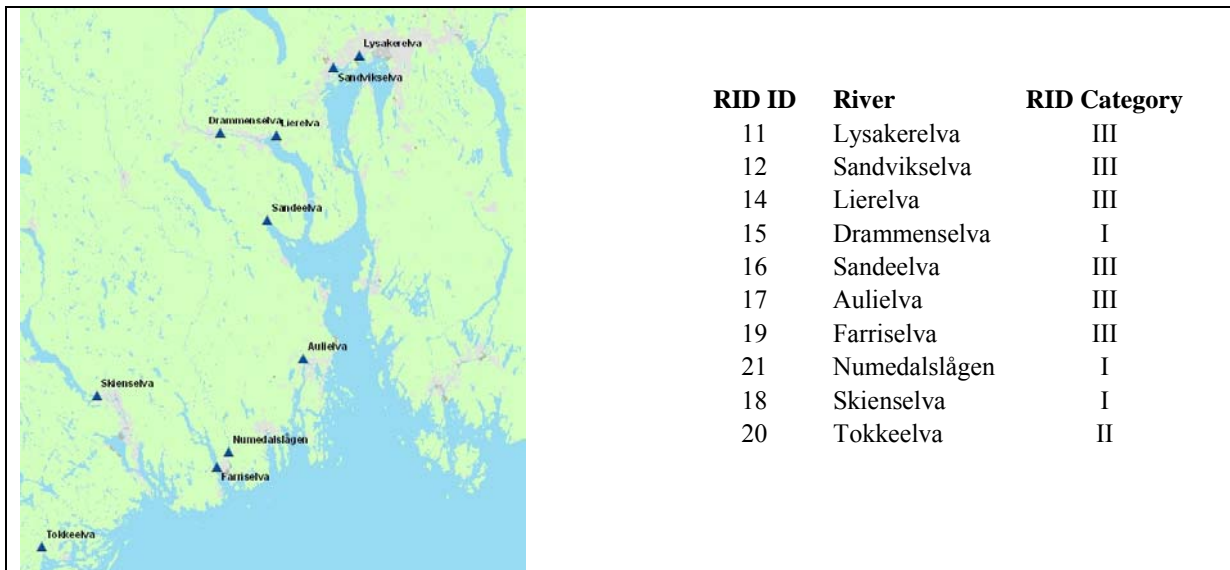 Lysakerelva
Sandvikselva
Drammenselva
Lierelva
Sandeelva
Aulielva
Skienselva
Numedalslågen
Farriselva
Tokkeelva
RID ID River RID Category
11 Lysakerelva III
12 Sandvikselva III
14 Lierelva III
15 Drammenselva I
16 Sandeelva III
17 Aulielva III
19 Farriselva III
21 Numedalslågen I
18 Skienselva I
20 Tokkeelva II